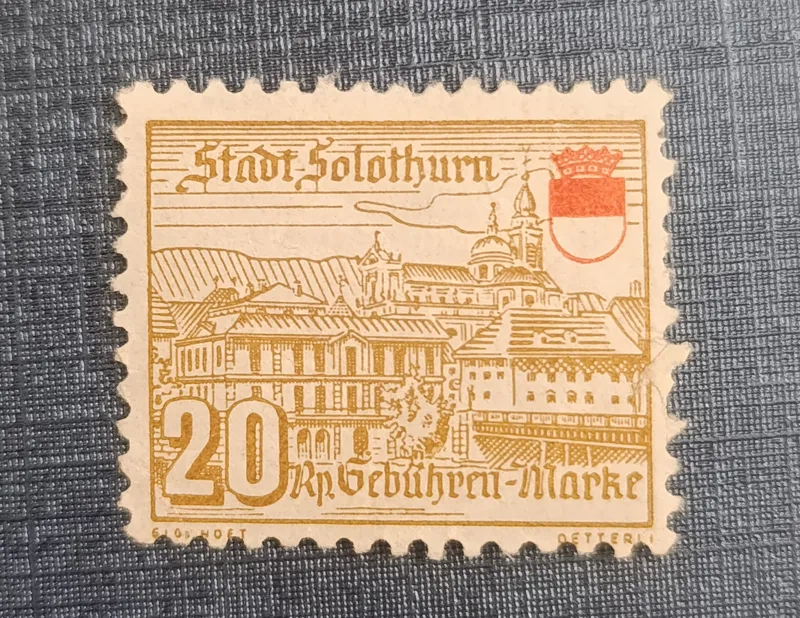 Stadt Solothurn
20 Rp. Gebühren-Marke
OETTERLI